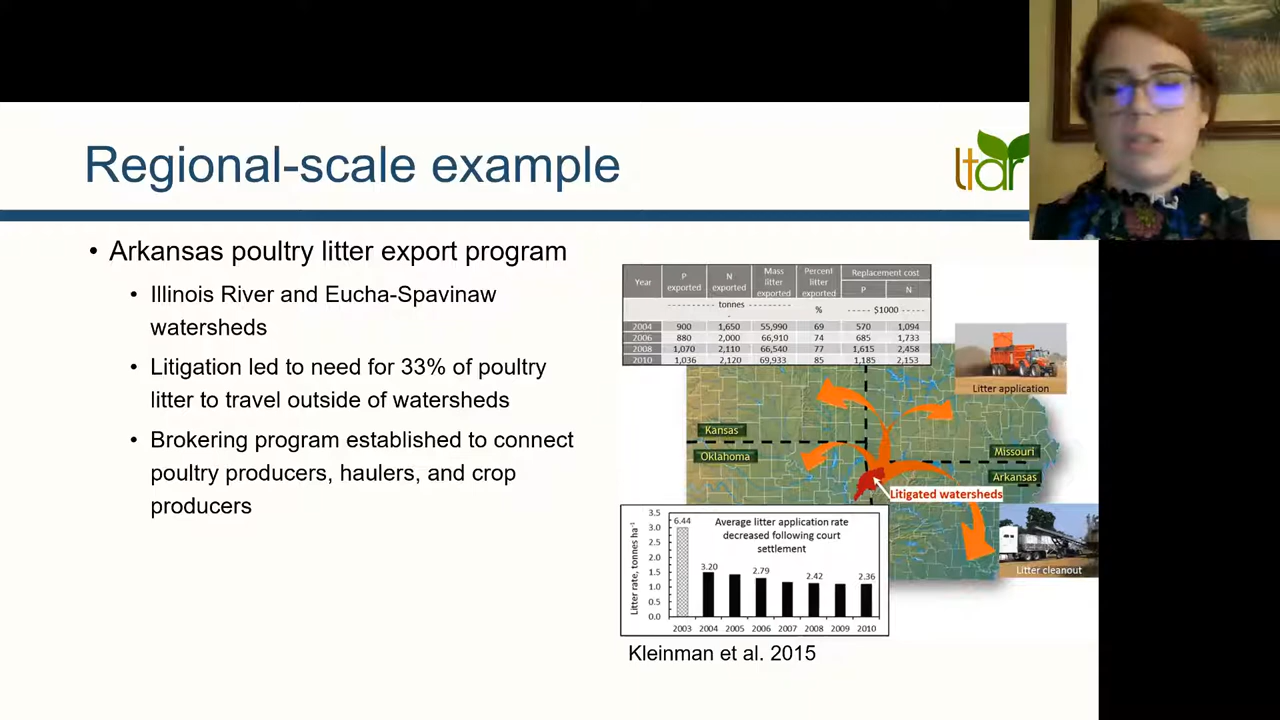 Regional-scale example
ltar
• Arkansas poultry litter export program
• Illinois River and Eucha-Spavinaw
watersheds
• Litigation led to need for 33% of poultry
litter to travel outside of watersheds
• Brokering program established to connect
poultry producers, haulers, and crop
producers
Year P exported N exported Mass litter exported Percent litter exported Replacement cost
P N
---------- tonnes ---------- % ----- $1000 -----
2004 900 1,650 55,990 69 570 1,094
2006 880 2,000 66,910 74 685 1,733
2008 1,070 2,110 66,540 77 1,615 2,458
2010 1,036 2,120 69,933 85 1,185 2,153
Litter application
Kansas
Oklahoma
Missouri
Arkansas
Litigated watersheds
Litter cleanout
Average litter application rate
decreased following court
settlement
Litter rate, tonnes ha⁻¹
3.5
3.0
2.5
2.0
1.5
1.0
0.5
0.0
6.44
3.20
2.79
2.42
2.36
2003 2004 2005 2006 2007 2008 2009 2010
Kleinman et al. 2015